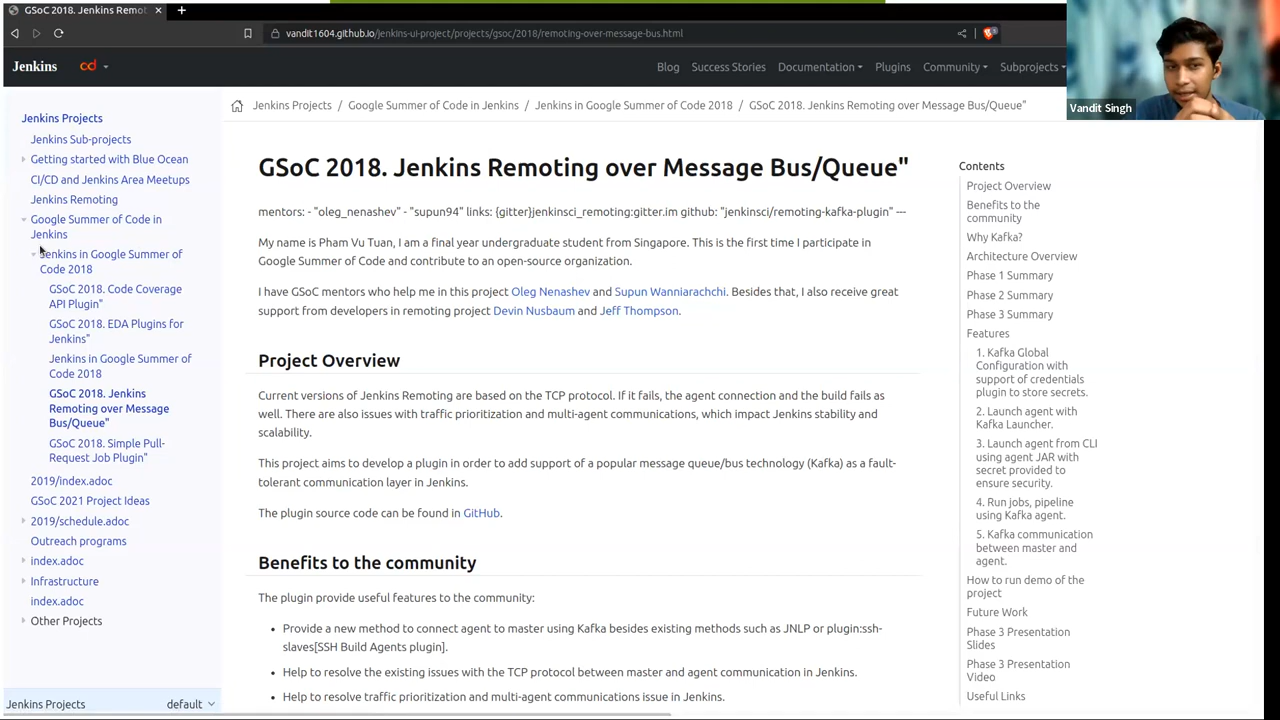 GSoC 2018. Jenkins Remot
vandit1604.github.io/jenkins-ui-project/projects/gsoc/2018/remoting-over-message-bus.html
Jenkins
cd
Blog
Success Stories
Documentation
Plugins
Community
Subprojects
Vandit Singh
Jenkins Projects
Jenkins Sub-projects
Getting started with Blue Ocean
CI/CD and Jenkins Area Meetups
Jenkins Remoting
Google Summer of Code in
Jenkins
Jenkins in Google Summer of
Code 2018
GSoC 2018. Code Coverage
API Plugin"
GSoC 2018. EDA Plugins for
Jenkins"
Jenkins in Google Summer of
Code 2018
GSoC 2018. Jenkins
Remoting over Message
Bus/Queue"
GSoC 2018. Simple Pull-
Request Job Plugin"
2019/index.adoc
GSoC 2021 Project Ideas
2019/schedule.adoc
Outreach programs
index.adoc
Infrastructure
index.adoc
Other Projects
Jenkins Projects
default
Jenkins Projects / Google Summer of Code in Jenkins / Jenkins in Google Summer of Code 2018 / GSoC 2018. Jenkins Remoting over Message Bus/Queue"
GSoC 2018. Jenkins Remoting over Message Bus/Queue"
mentors: - "oleg_nenashev" - "supun94" links: {gitter}jenkinsci_remoting:gitter.im github: "jenkinsci/remoting-kafka-plugin" ---
My name is Pham Vu Tuan, I am a final year undergraduate student from Singapore. This is the first time I participate in
Google Summer of Code and contribute to an open-source organization.
I have GSoC mentors who help me in this project Oleg Nenashev and Supun Wanniarachchi. Besides that, I also receive great
support from developers in remoting project Devin Nusbaum and Jeff Thompson.
Project Overview
Current versions of Jenkins Remoting are based on the TCP protocol. If it fails, the agent connection and the build fails as
well. There are also issues with traffic prioritization and multi-agent communications, which impact Jenkins stability and
scalability.
This project aims to develop a plugin in order to add support of a popular message queue/bus technology (Kafka) as a fault-
tolerant communication layer in Jenkins.
The plugin source code can be found in GitHub.
Benefits to the community
The plugin provide useful features to the community:
• Provide a new method to connect agent to master using Kafka besides existing methods such as JNLP or plugin:ssh-
slaves[SSH Build Agents plugin].
• Help to resolve the existing issues with the TCP protocol between master and agent communication in Jenkins.
• Help to resolve traffic prioritization and multi-agent communications issue in Jenkins.
Contents
Project Overview
Benefits to the
community
Why Kafka?
Architecture Overview
Phase 1 Summary
Phase 2 Summary
Phase 3 Summary
Features
1. Kafka Global
Configuration with
support of credentials
plugin to store secrets.
2. Launch agent with
Kafka Launcher.
3. Launch agent from CLI
using agent JAR with
secret provided to
ensure security.
4. Run jobs, pipeline
using Kafka agent.
5. Kafka communication
between master and
agent.
How to run demo of the
project
Future Work
Phase 3 Presentation
Slides
Phase 3 Presentation
Video
Useful Links